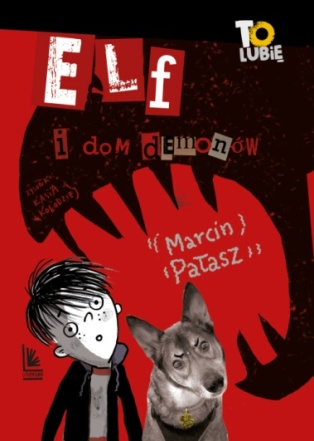 TO
LUBIĘ
ELf
i dom demonów
Marcin
Pałasz